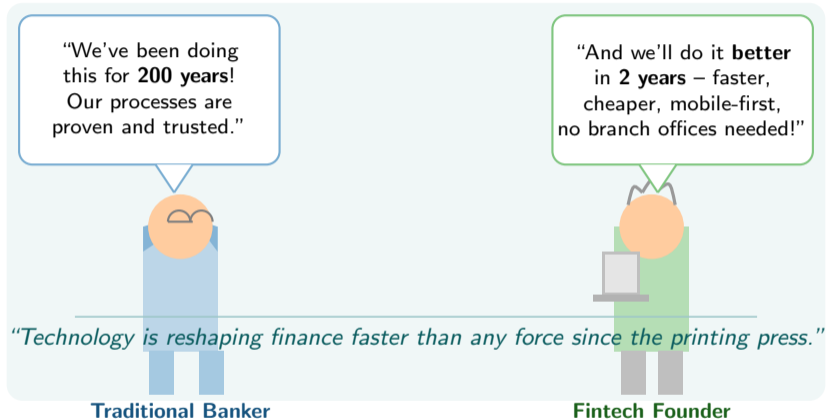 “We’ve been doing
this for 200 years!
Our processes are
proven and trusted.”
“And we’ll do it better
in 2 years – faster,
cheaper, mobile-first,
no branch offices needed!”
“Technology is reshaping finance faster than any force since the printing press.”
Traditional Banker
Fintech Founder